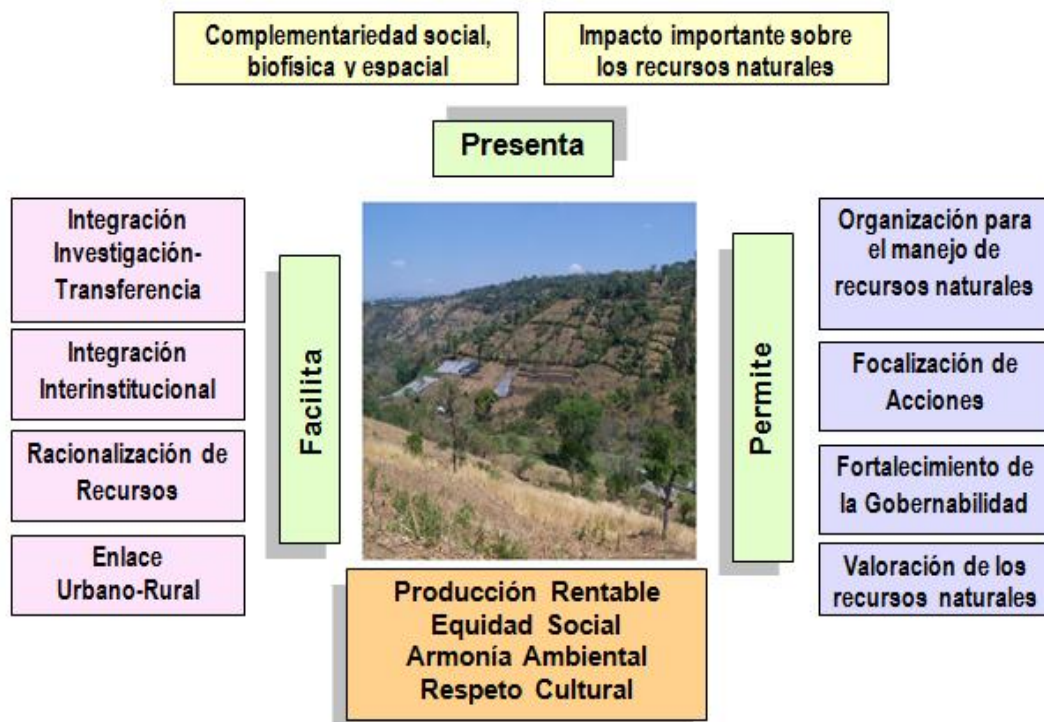 Complementariedad social,
biofísica y espacial
Impacto importante sobre
los recursos naturales
Presenta
Integración
Investigación-
Transferencia
Integración
Interinstitucional
Racionalización de
Recursos
Enlace
Urbano-Rural
Facilita
Permite
Organización para
el manejo de
recursos naturales
Focalización de
Acciones
Fortalecimiento de
la Gobernabilidad
Valoración de los
recursos naturales
Producción Rentable
Equidad Social
Armonía Ambiental
Respeto Cultural